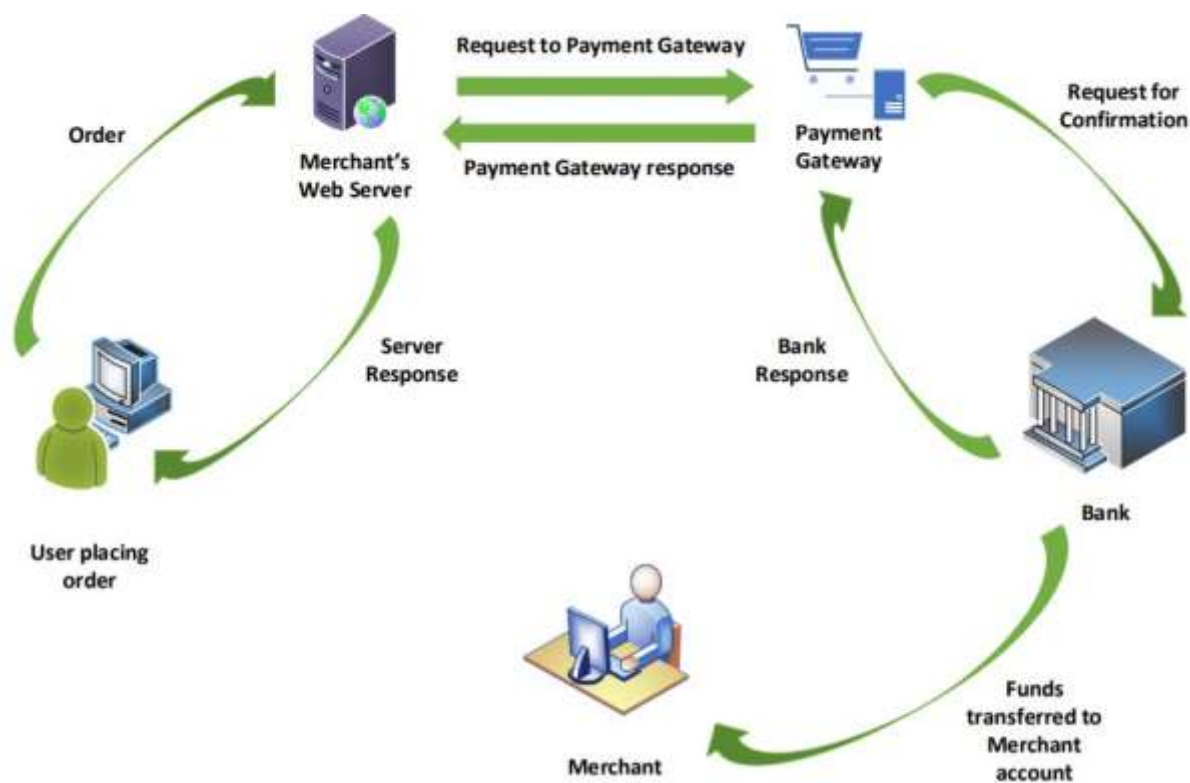 Request to Payment Gateway
Order
Merchant's
Web Server
Payment Gateway response
Payment
Gateway
Request for
Confirmation
Server
Response
Bank
Response
Bank
User placing
order
Merchant
Funds
transferred to
Merchant
account